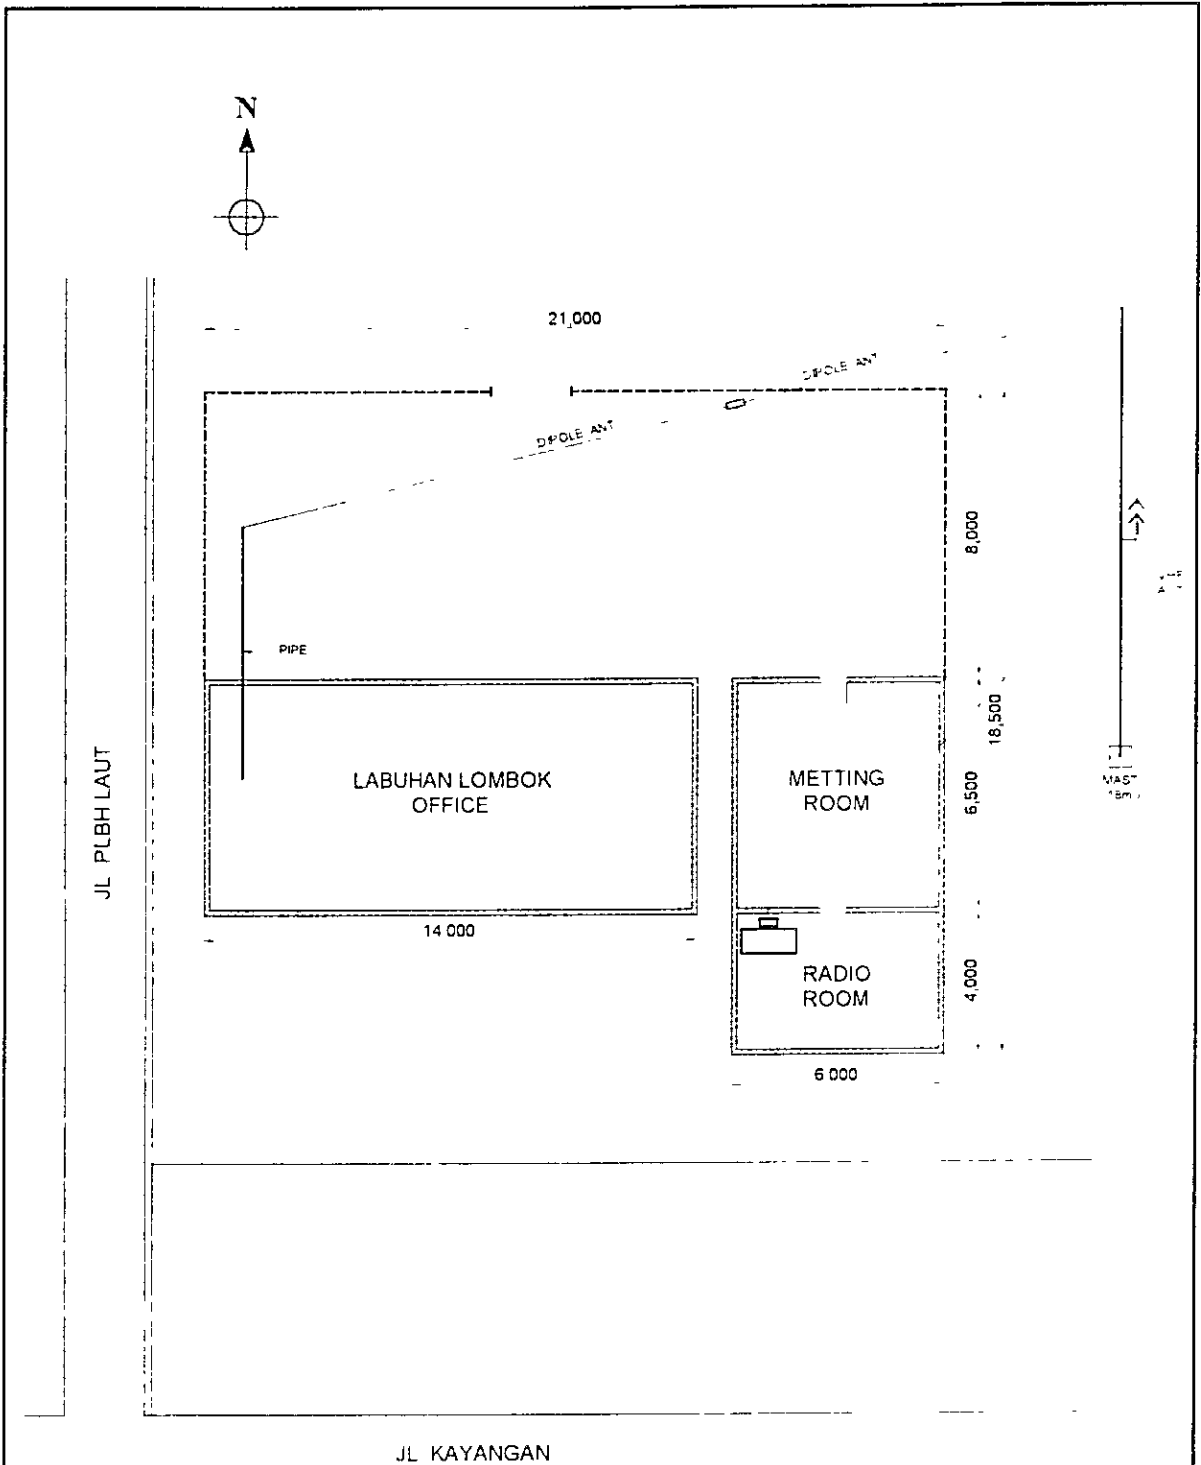 N
21,000
DIPOLE ANT
DIPOLE ANT
8,000
PIPE
18,500
LABUHAN LOMBOK
OFFICE
METTING
ROOM
6,500
MAST
JL PLBH LAUT
14 000
RADIO
ROOM
4,000
6 000
JL KAYANGAN